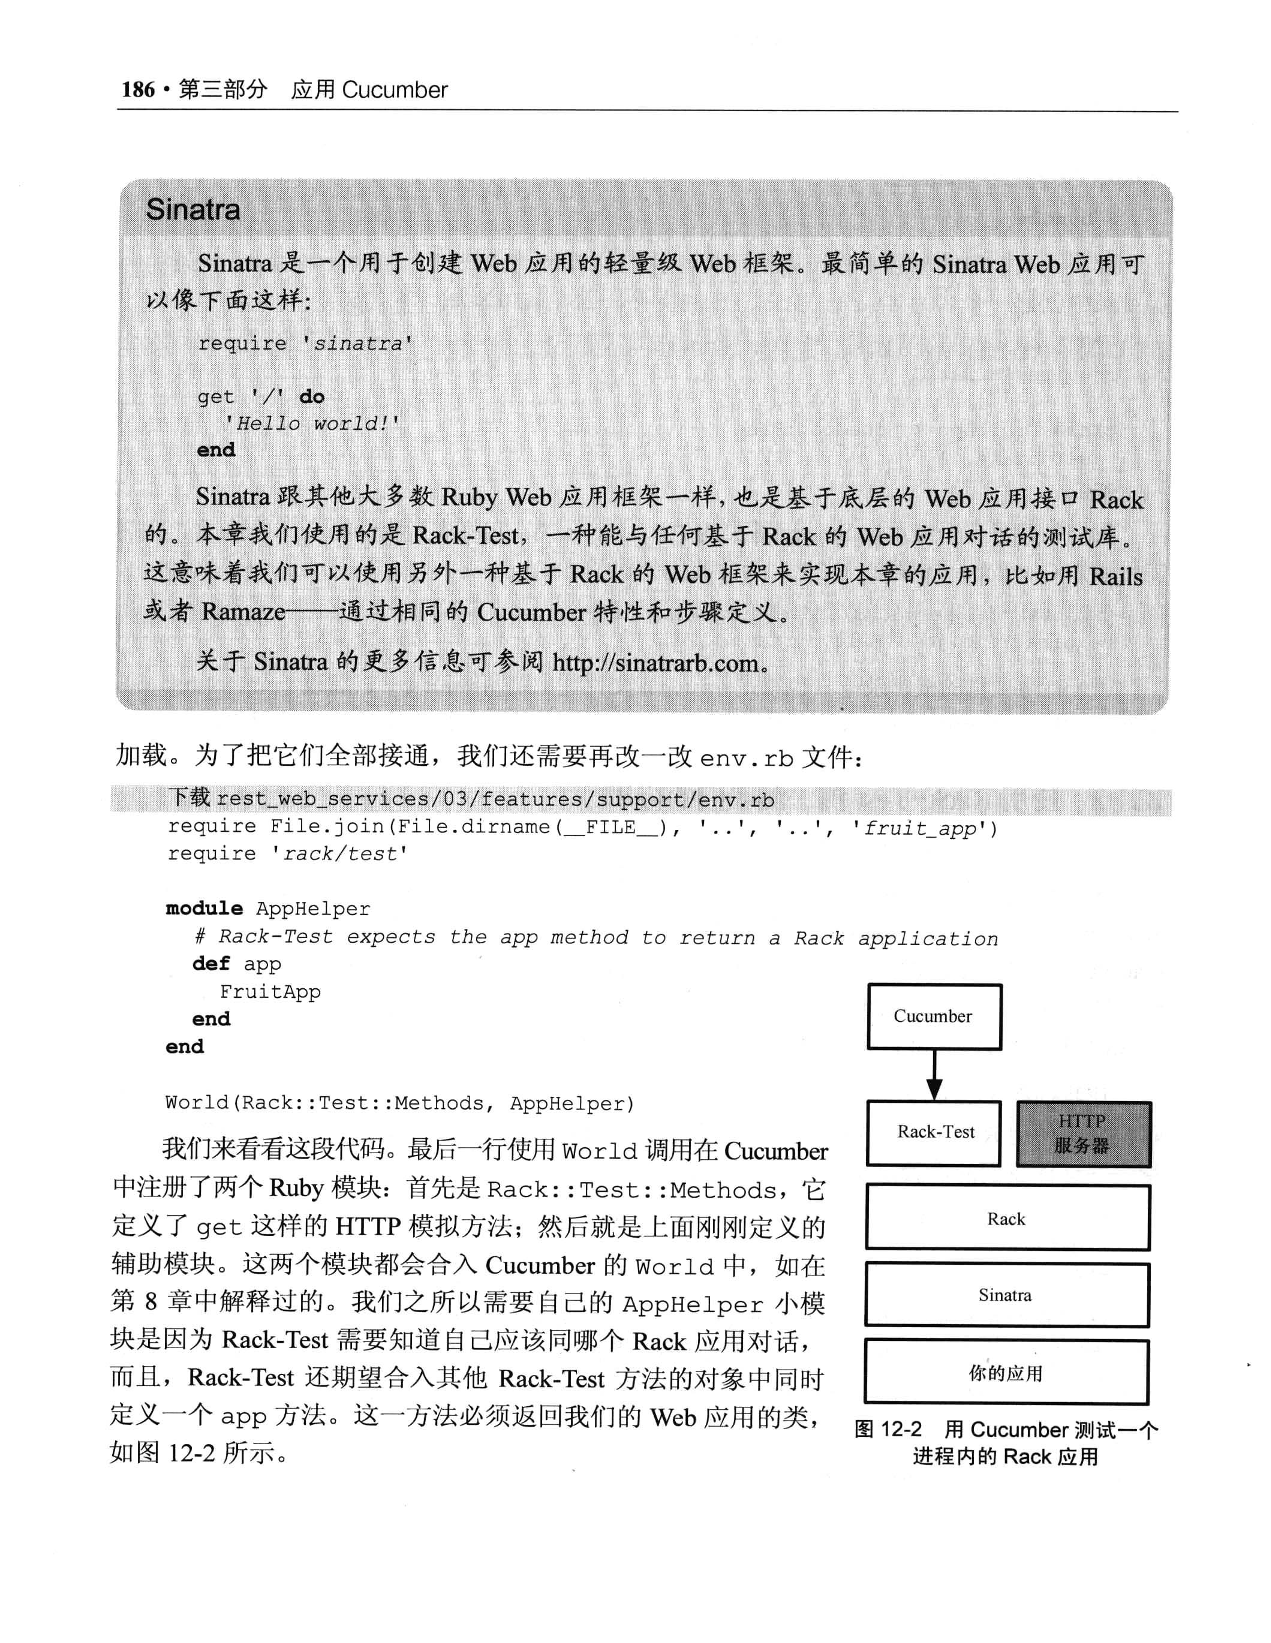 186 · 第三部分 应用 Cucumber
Sinatra
Sinatra 是一个用于创建 Web 应用的轻量级 Web 框架。最简单的 Sinatra Web 应用可
以像下面这样:
require 'sinatra'
get '/' do
'Hello world!'
end
Sinatra 跟其他大多数 Ruby Web 应用框架一样，也是基于底层的 Web 应用接口 Rack
的。本章我们使用的是 Rack-Test，一种能与任何基于 Rack 的 Web 应用对话的测试库。
这意味着我们可以使用另外一种基于 Rack 的 Web 框架来实现本章的应用，比如用 Rails
或者 Ramaze——通过相同的 Cucumber 特性和步骤定义。
关于 Sinatra 的更多信息可参阅 http://sinatrarb.com。
加载。为了把它们全部接通，我们还需要再改一改 env.rb 文件：
下载 rest_web_services/03/features/support/env.rb
require File.join(File.dirname(__FILE__), '..', '..', 'fruit_app')
require 'rack/test'
module AppHelper
# Rack-Test expects the app method to return a Rack application
def app
FruitApp
end
end
World(Rack::Test::Methods, AppHelper)
我们来看看这段代码。最后一行使用 World 调用在 Cucumber
中注册了两个 Ruby 模块：首先是 Rack::Test::Methods，它
定义了 get 这样的 HTTP 模拟方法；然后就是上面刚刚定义的
辅助模块。这两个模块都会合入 Cucumber 的 World 中，如在
第 8 章中解释过的。我们之所以需要自己的 AppHelper 小模
块是因为 Rack-Test 需要知道自己应该同哪个 Rack 应用对话，
而且，Rack-Test 还期望合入其他 Rack-Test 方法的对象中同时
定义一个 app 方法。这一方法必须返回我们的 Web 应用的类，
如图 12-2 所示。
Cucumber
Rack-Test
HTTP
服务器
Rack
Sinatra
你的应用
图 12-2 用 Cucumber 测试一个
进程内的 Rack 应用